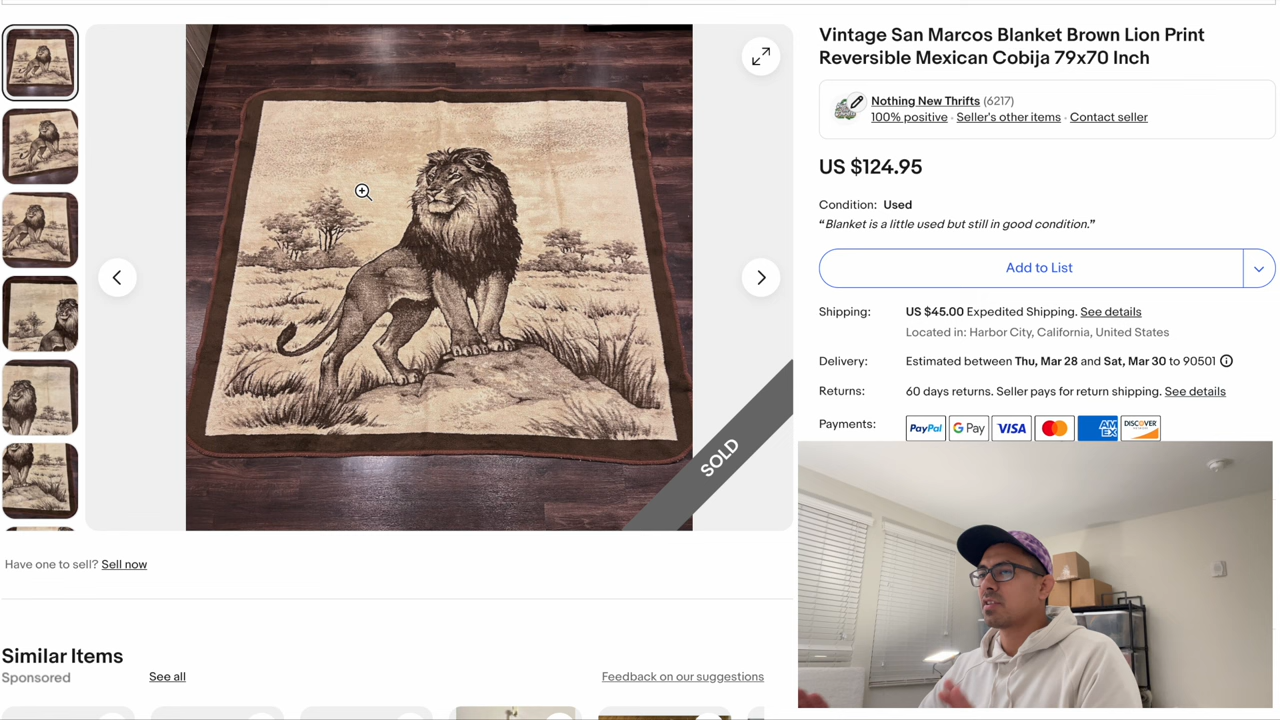 Vintage San Marcos Blanket Brown Lion Print
Reversible Mexican Cobija 79x70 Inch
Nothing New Thrifts (6217)
100% positive · Seller's other items · Contact seller
US $124.95
Condition: Used
“Blanket is a little used but still in good condition.”
Add to List
Shipping: US $45.00 Expedited Shipping. See details
Located in: Harbor City, California, United States
Delivery: Estimated between Thu, Mar 28 and Sat, Mar 30 to 90501
Returns: 60 days returns. Seller pays for return shipping. See details
Payments: PayPal G Pay VISA AM EX DISCOVER
SOLD
Have one to sell? Sell now
Similar Items
Sponsored See all Feedback on our suggestions